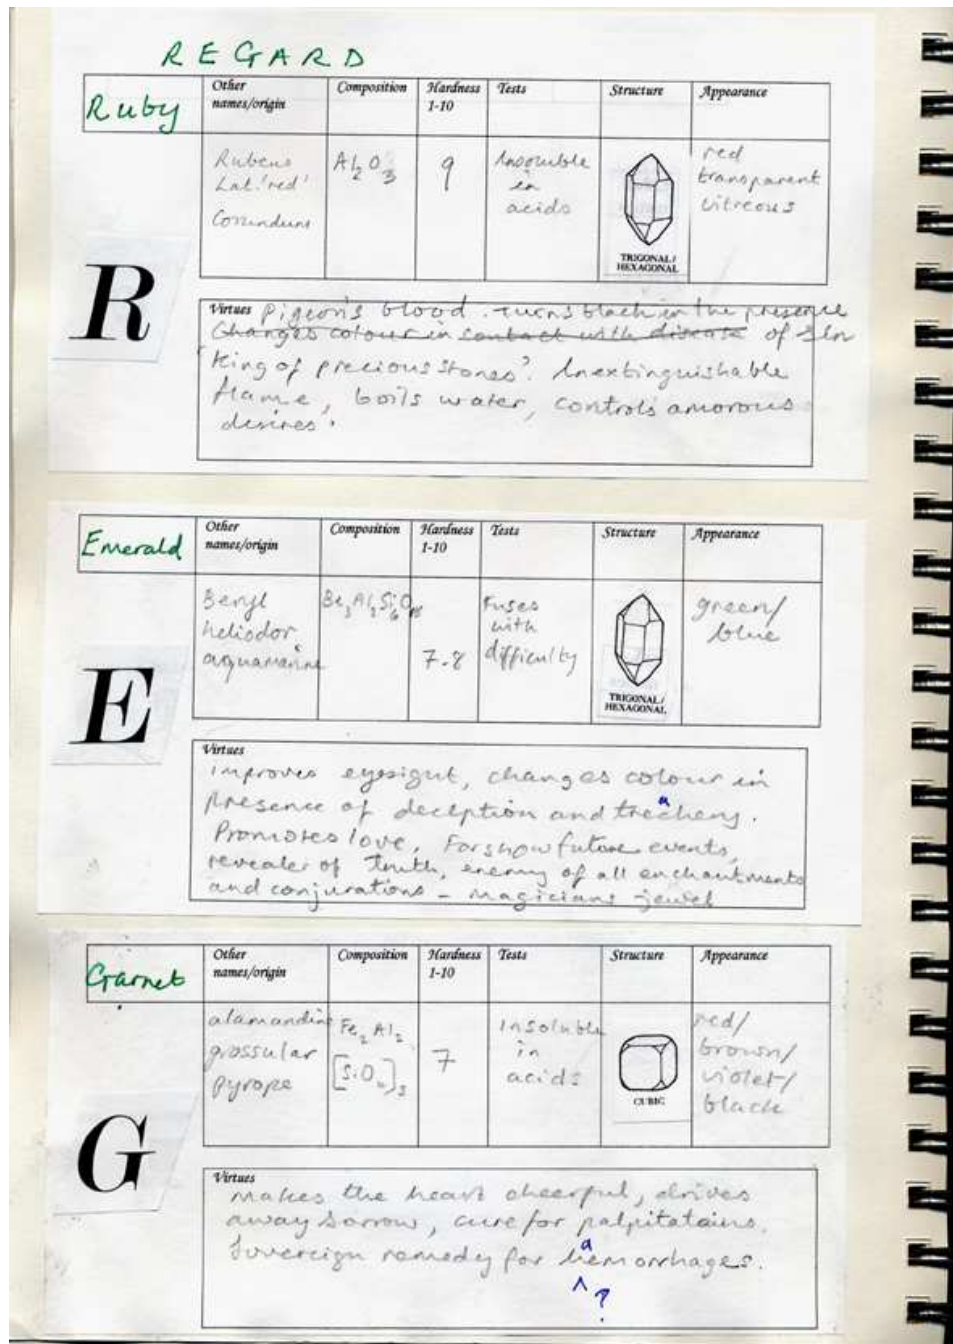 REGARD
Ruby
Other names/origin
Composition
Hardness 1-10
Tests
Structure
Appearance
Rubens
Lat. 'red'
Corundum
Al2O3
9
Insoluble
in
acids
TRIGONAL/
HEXAGONAL
red
transparent
vitreous
R
Virtues Pigeons blood. turns black in the presence
Changes colour in contact with disease of sin
'King of precious stones'. Inextinguishable
flame, boils water, controls amorous
desires.
Emerald
Other names/origin
Composition
Hardness 1-10
Tests
Structure
Appearance
Beryl
heliodor
aquamarine
Be3Al2Si6O18
7-8
Fuses
with
difficulty
TRIGONAL/
HEXAGONAL
green/
blue
E
Virtues
Improves eyesight, changes colour in
presence of deception and treachery.
Promotes love, Forshow future events,
revealer of Truth, enemy of all enchantments
and conjurations - magicians jewel
Garnet
Other names/origin
Composition
Hardness 1-10
Tests
Structure
Appearance
alamandine
grossular
pyrope
Fe2 Al2
[SiO4]3
7
Insoluble
in
acids
CUBIC
red/
brown/
violet/
black
G
Virtues
makes the heart cheerful, drives
away sorrow, cure for palpitatains.
Sovereign remedy for haemorrhages.
^ ?